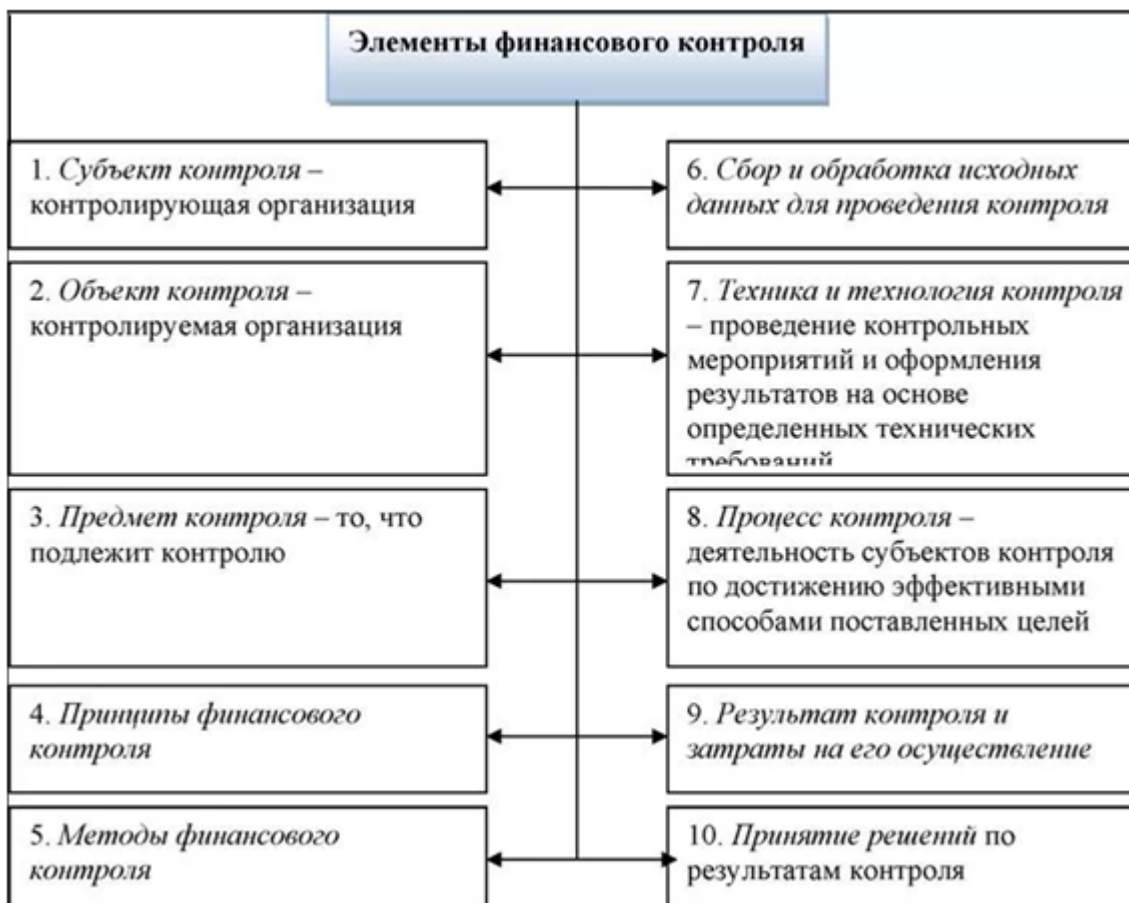 Элементы финансового контроля
1. Субъект контроля –
контролирующая организация
2. Объект контроля –
контролируемая организация
3. Предмет контроля – то, что
подлежит контролю
4. Принципы финансового
контроля
5. Методы финансового
контроля
6. Сбор и обработка исходных
данных для проведения контроля
7. Техника и технология контроля
– проведение контрольных
мероприятий и оформления
результатов на основе
определенных технических
требований
8. Процесс контроля –
деятельность субъектов контроля
по достижению эффективными
способами поставленных целей
9. Результат контроля и
затраты на его осуществление
10. Принятие решений по
результатам контроля